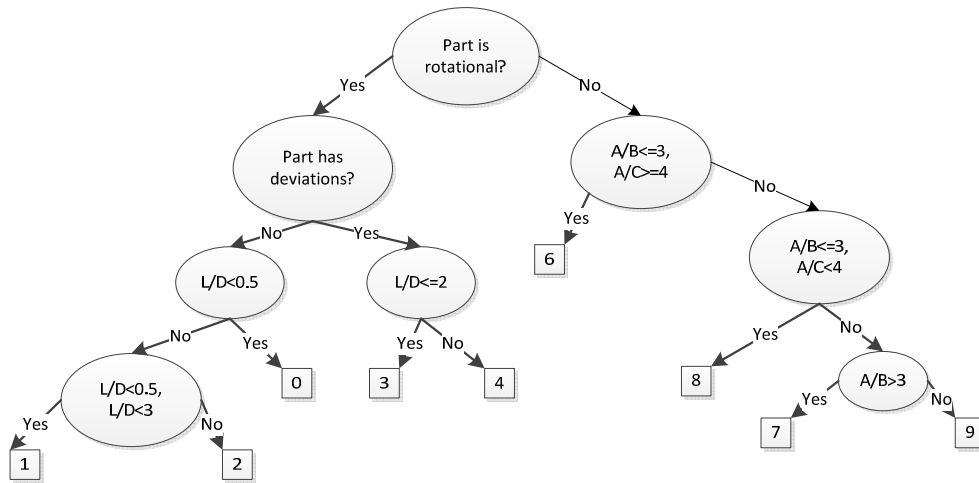 Part is
rotational?
Yes
No
Part has
deviations?
A/B<=3,
A/C>=4
No
Yes
Yes
No
6
A/B<=3,
A/C<4
L/D<0.5
L/D<=2
No
Yes
Yes
No
Yes
No
0
3
4
8
L/D<0.5,
L/D<3
A/B>3
Yes
No
Yes
No
1
2
7
9